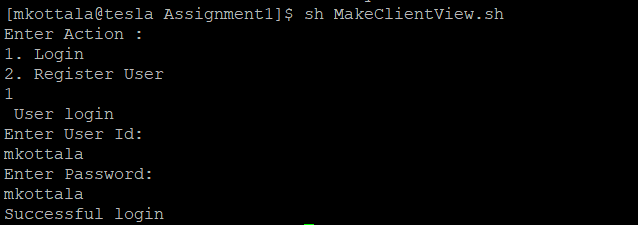 [mkottala@tesla Assignment1]$ sh MakeClientView.sh
Enter Action :
1. Login
2. Register User
1
 User login
Enter User Id:
mkottala
Enter Password:
mkottala
Successful login